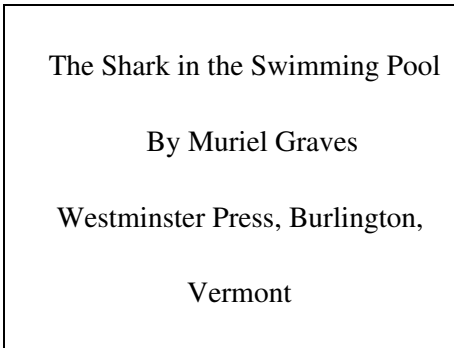 The Shark in the Swimming Pool
By Muriel Graves
Westminster Press, Burlington,
Vermont